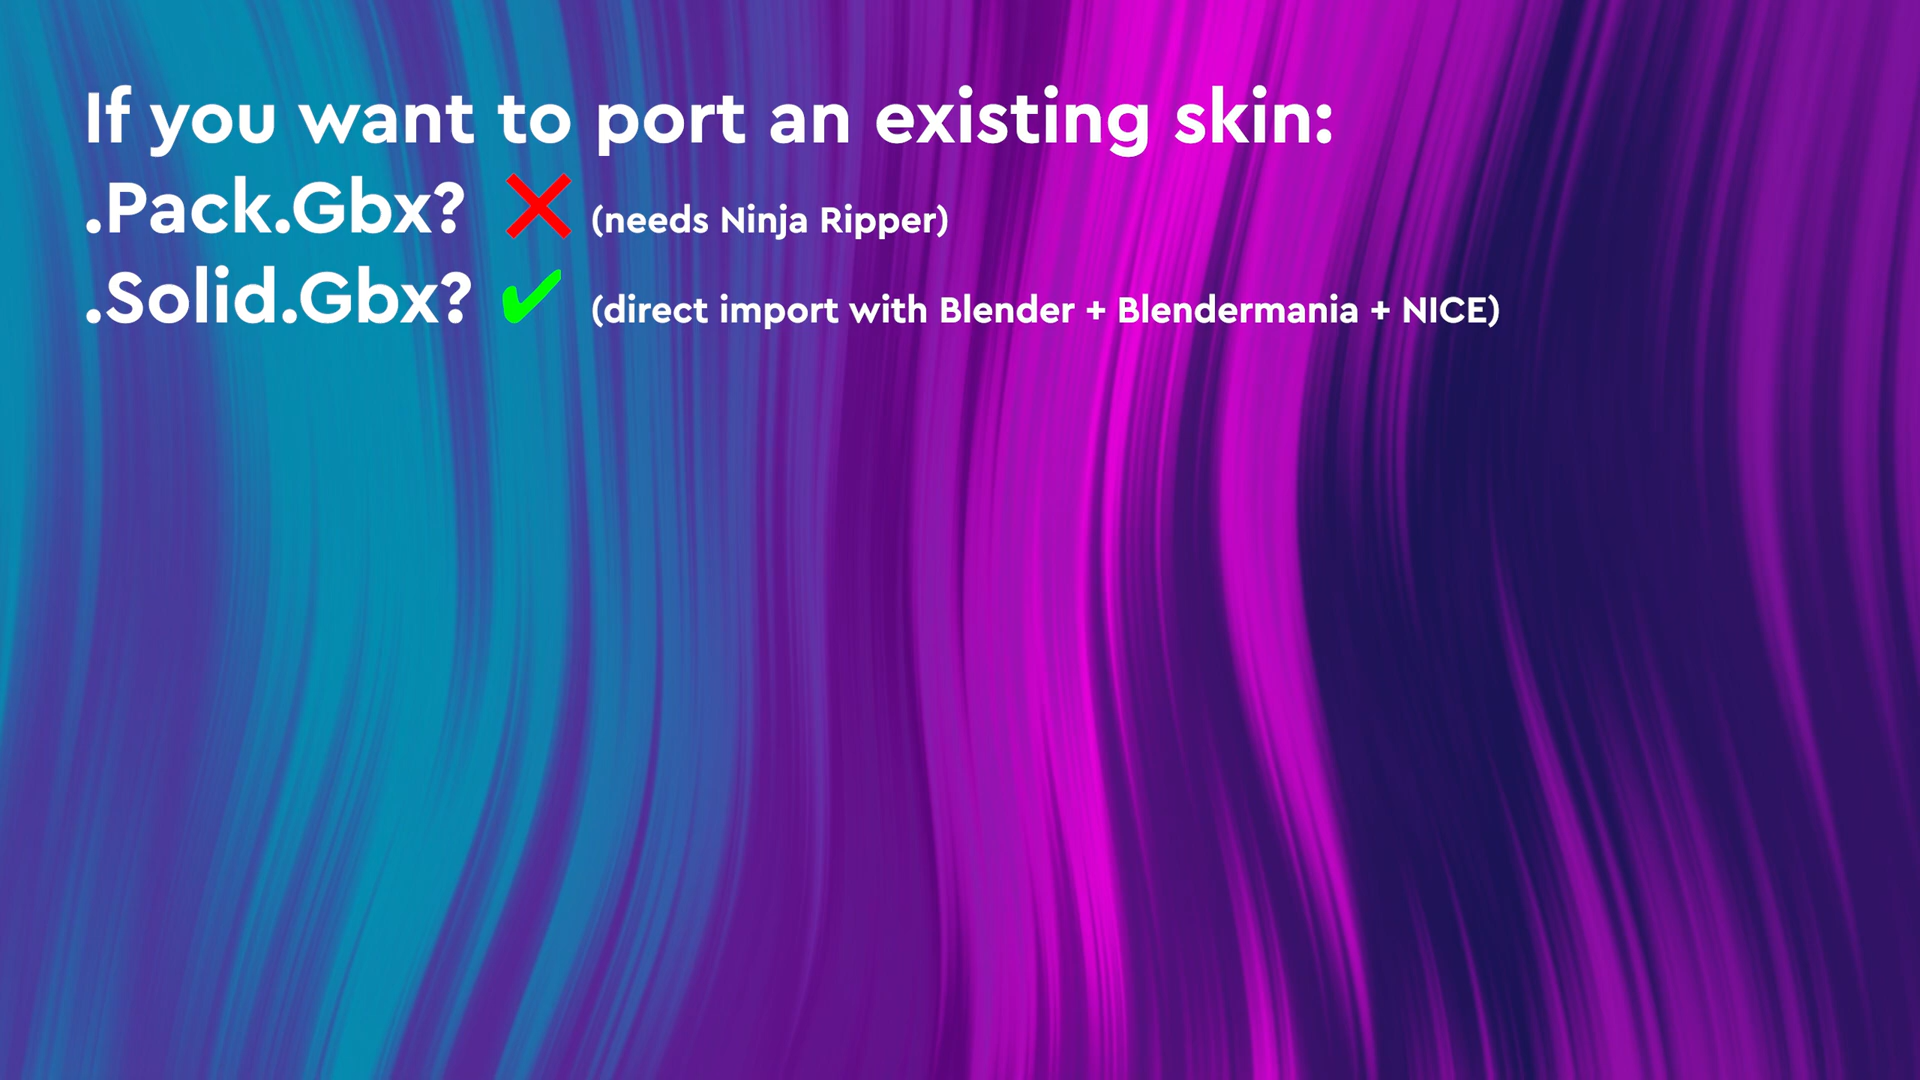 If you want to port an existing skin:
.Pack.Gbx? ❌ (needs Ninja Ripper)
.Solid.Gbx? ✔ (direct import with Blender + Blendermania + NICE)